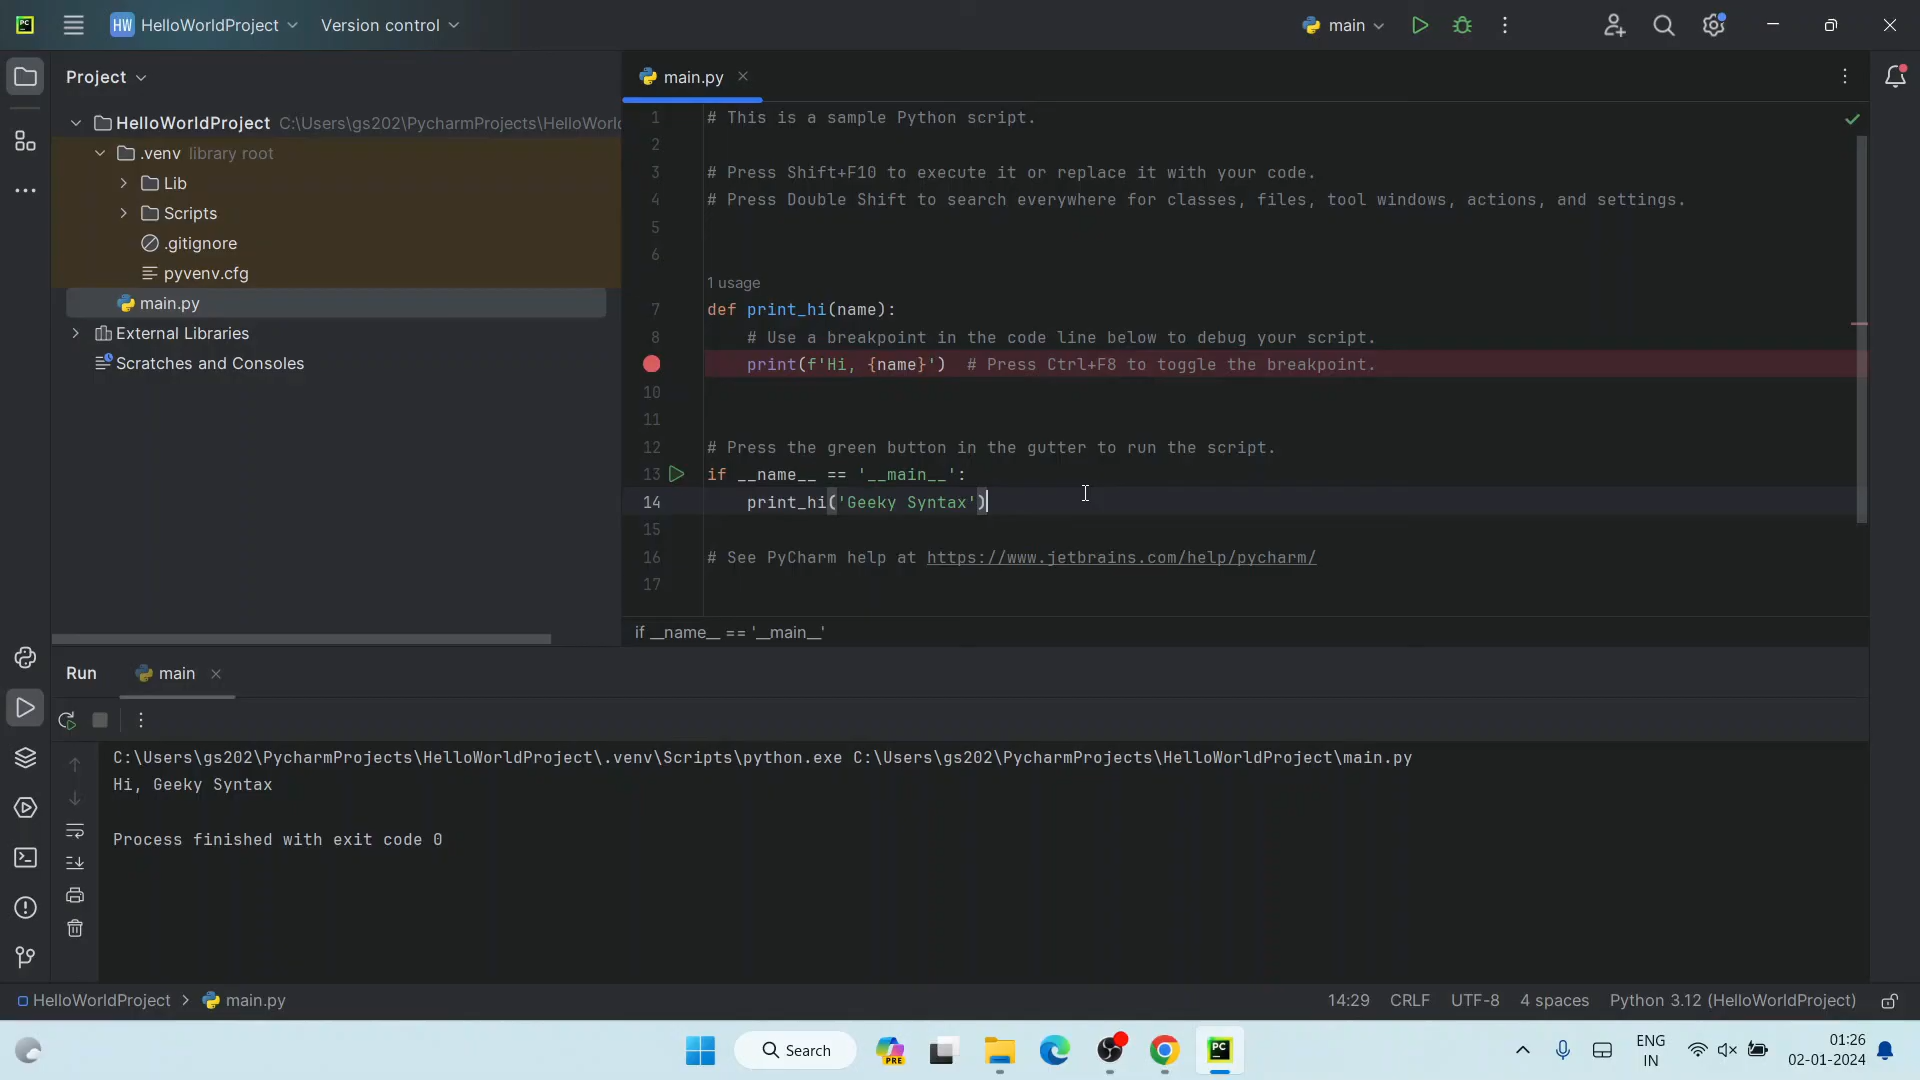 PC
HW HelloWorldProject
Version control
main
Project
HelloWorldProject C:\Users\gs202\PycharmProjects\HelloWorl
.venv library root
Lib
Scripts
.gitignore
pyvenv.cfg
main.py
External Libraries
Scratches and Consoles
main.py
1 # This is a sample Python script.
2
3 # Press Shift+F10 to execute it or replace it with your code.
4 # Press Double Shift to search everywhere for classes, files, tool windows, actions, and settings.
5
6
1 usage
7 def print_hi(name):
8 # Use a breakpoint in the code line below to debug your script.
print(f'Hi, {name}') # Press Ctrl+F8 to toggle the breakpoint.
10
11
12 # Press the green button in the gutter to run the script.
13 if __name__ == '__main__':
14 print_hi('Geeky Syntax')
15
16 # See PyCharm help at https://www.jetbrains.com/help/pycharm/
17
if __name__ == '__main__'
Run
main
C:\Users\gs202\PycharmProjects\HelloWorldProject\.venv\Scripts\python.exe C:\Users\gs202\PycharmProjects\HelloWorldProject\main.py
Hi, Geeky Syntax
Process finished with exit code 0
HelloWorldProject > main.py
14:29 CRLF UTF-8 4 spaces Python 3.12 (HelloWorldProject)
Search
PRE
PC
ENG
IN
01:26
02-01-2024